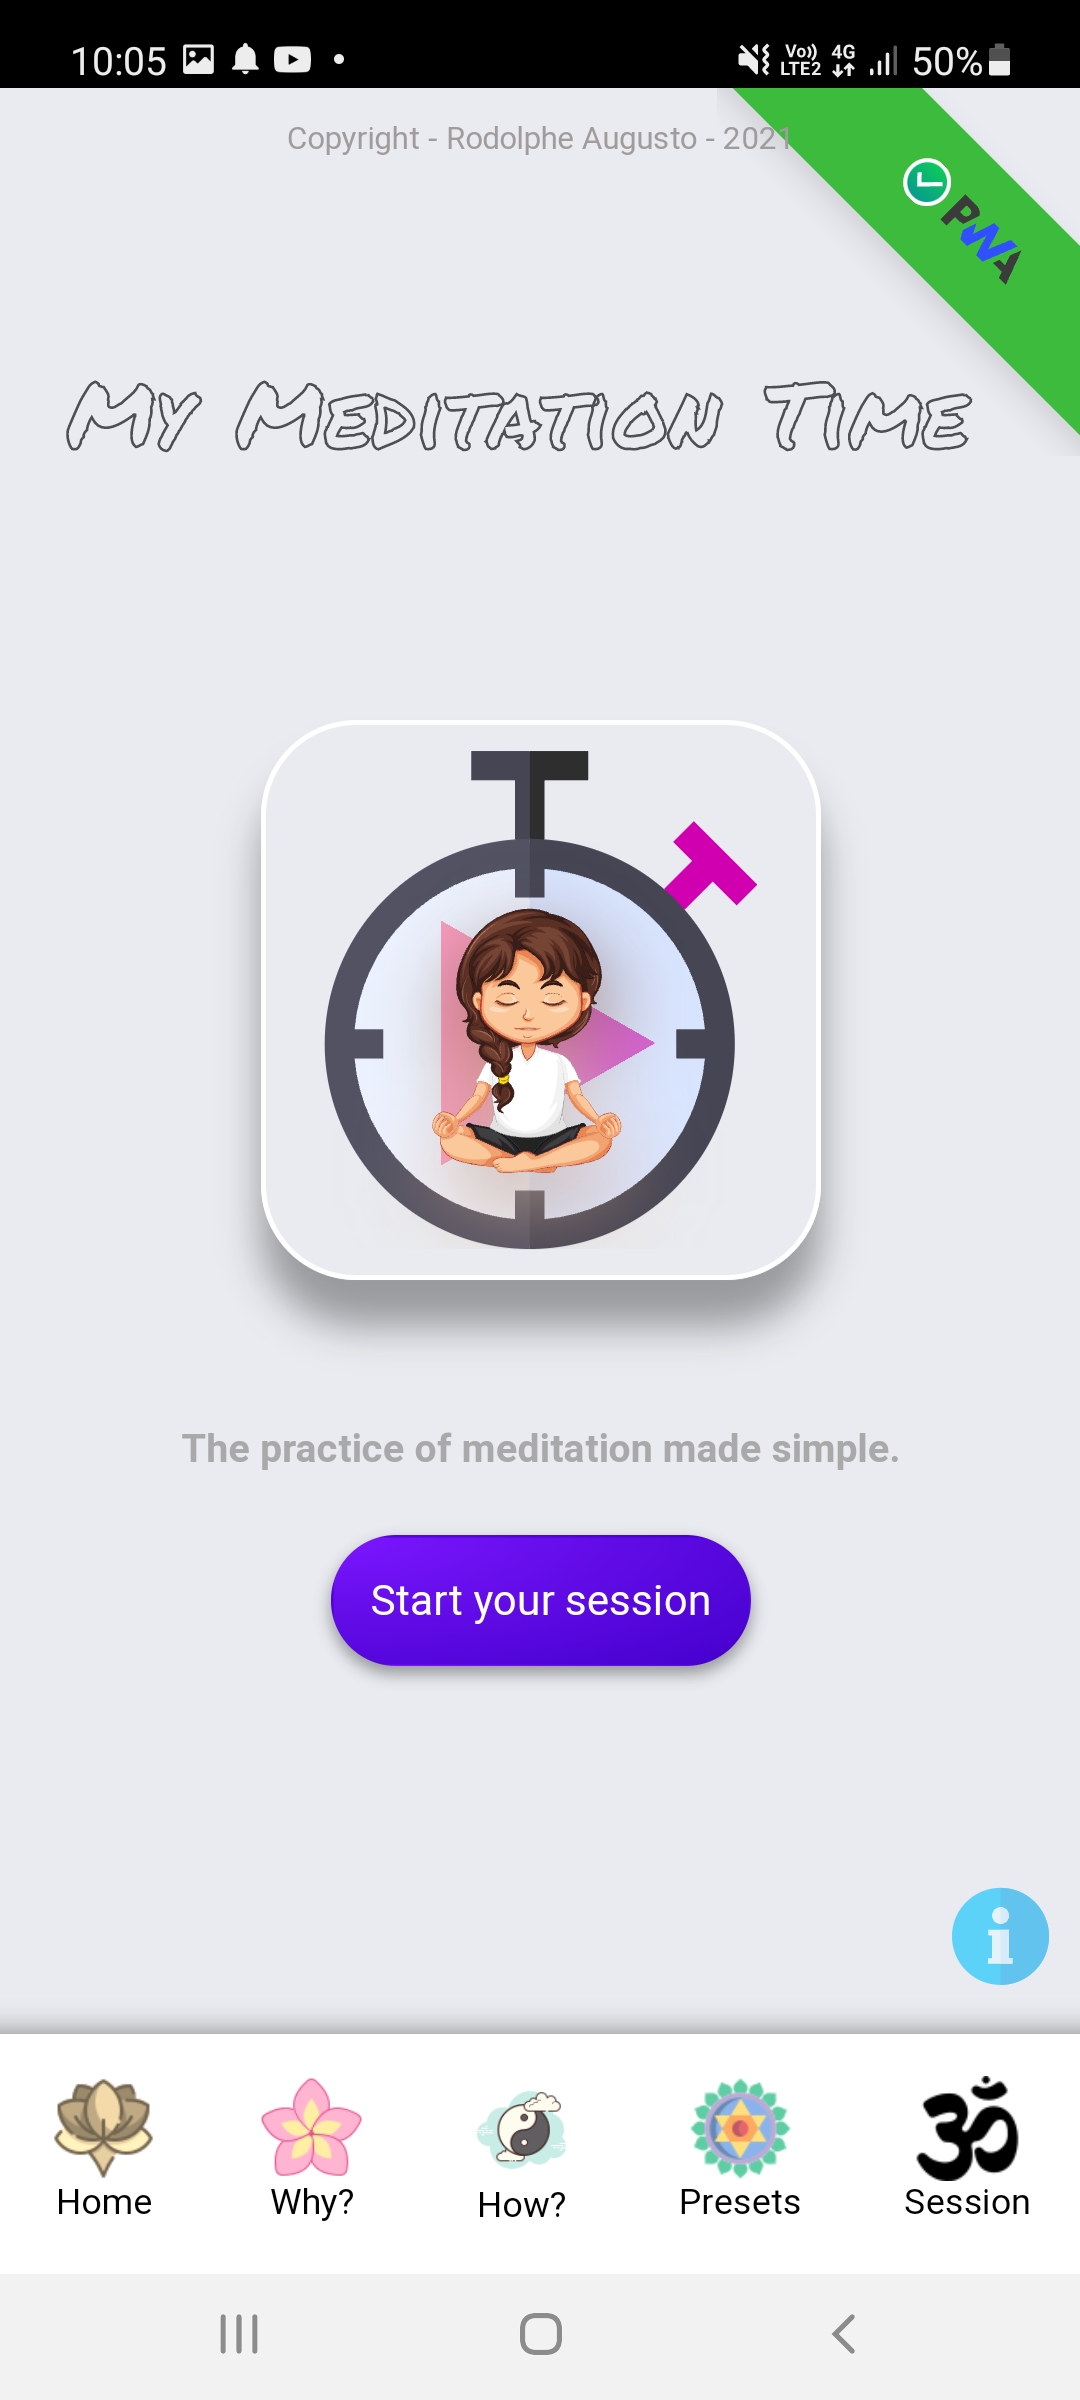 10:05 Vo)) LTE2 4G 50%
Copyright - Rodolphe Augusto - 2021
PWA
My Meditation Time
The practice of meditation made simple.
Start your session
i
Home Why? How? Presets Session